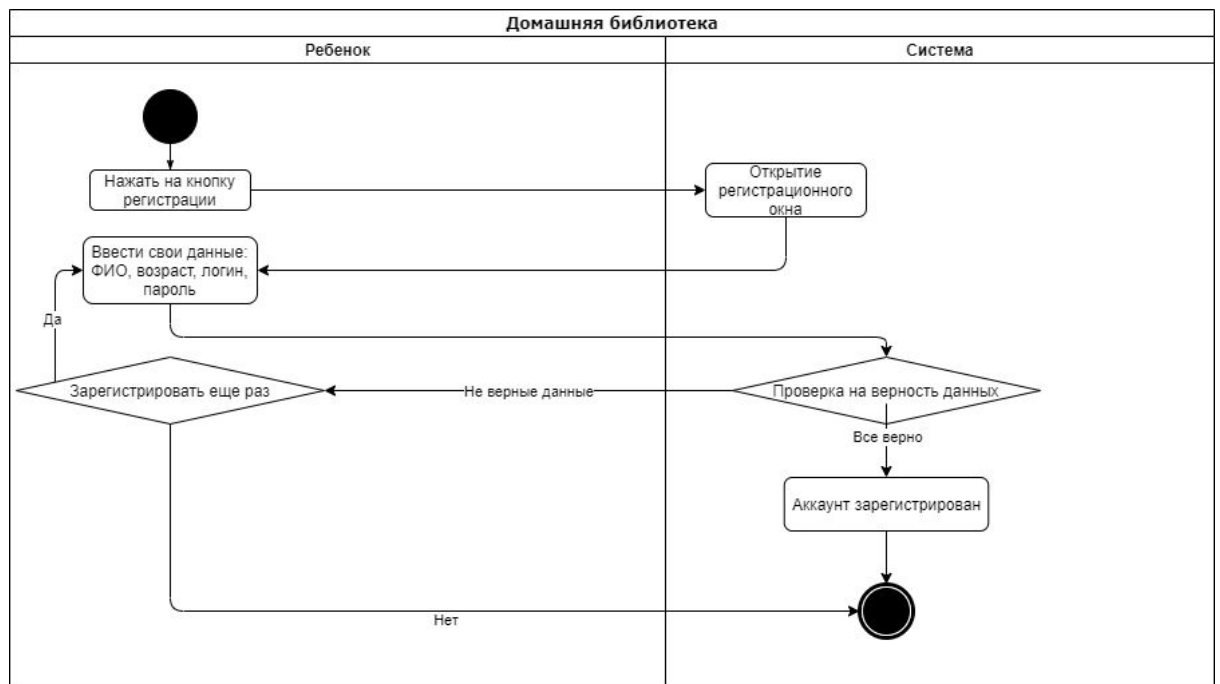 Домашняя библиотека
Ребенок
Система
Нажать на кнопку
регистрации
Открытие
регистрационного
окна
Ввести свои данные:
ФИО, возраст, логин,
пароль
Да
Зарегистрировать еще раз
Не верные данные
Проверка на верность данных
Все верно
Аккаунт зарегистрирован
Нет